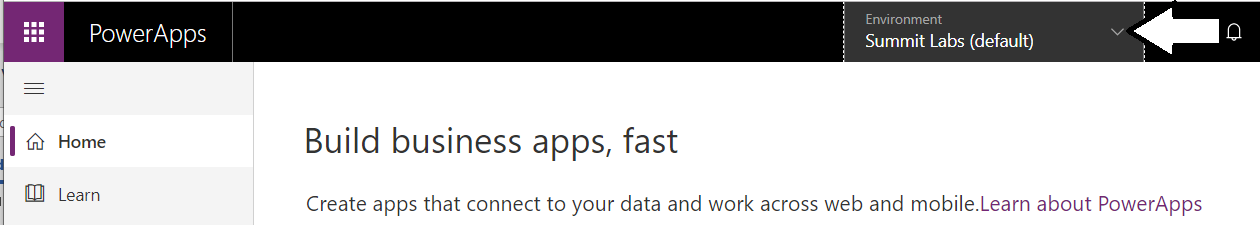 PowerApps
Environment
Summit Labs (default)
Home
Learn
Build business apps, fast
Create apps that connect to your data and work across web and mobile.Learn about PowerApps